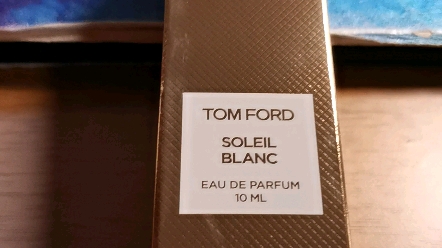 TOM FORD
SOLEIL
BLANC
EAU DE PARFUM
10 ML